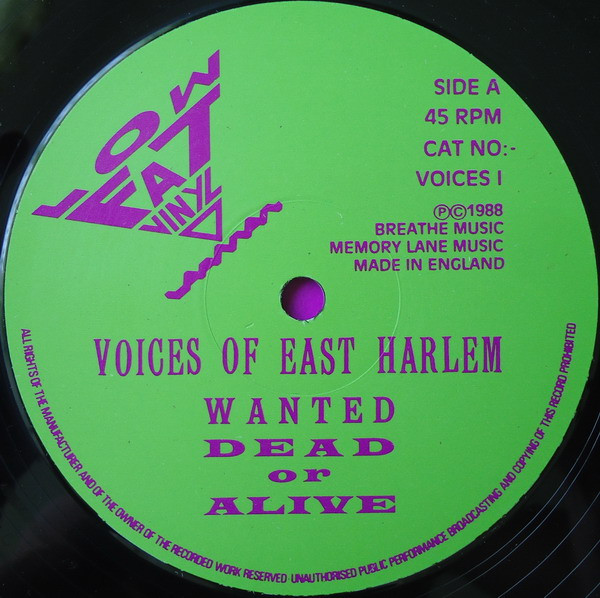 LOW
FAT
VINYL
SIDE A
45 RPM
CAT NO:-
VOICES I
℗©1988
BREATHE MUSIC
MEMORY LANE MUSIC
MADE IN ENGLAND
VOICES OF EAST HARLEM
WANTED
DEAD
or
ALIVE
ALL RIGHTS OF THE MANUFACTURER AND OF THE OWNER OF THE RECORDED WORK RESERVED · UNAUTHORISED PUBLIC PERFORMANCE BROADCASTING AND COPYING OF THIS RECORD PROHIBITED